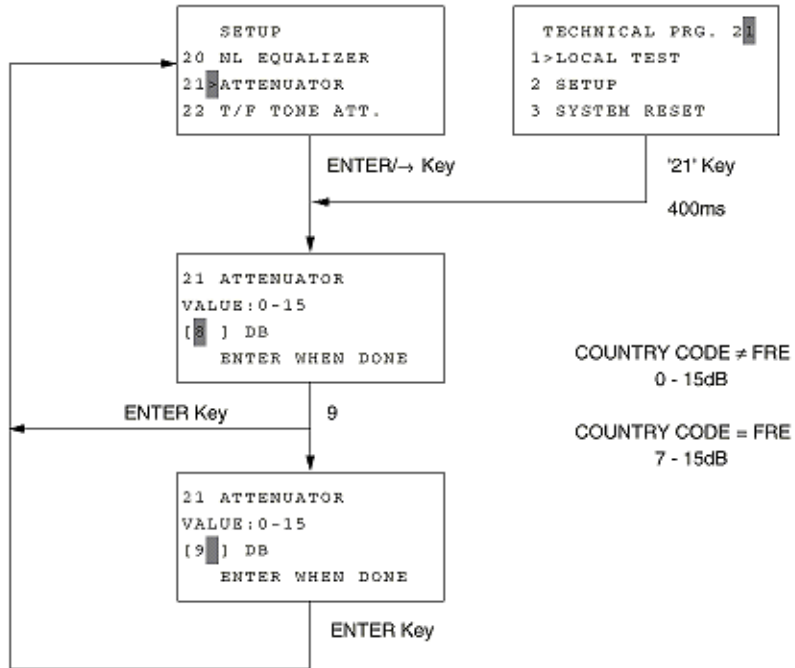 SETUP
20 NL EQUALIZER
21>ATTENUATOR
22 T/F TONE ATT.
TECHNICAL PRG. 21
1>LOCAL TEST
2 SETUP
3 SYSTEM RESET
ENTER/→ Key
'21' Key
400ms
21 ATTENUATOR
VALUE:0-15
[8 ] DB
ENTER WHEN DONE
COUNTRY CODE ≠ FRE
0 - 15dB
COUNTRY CODE = FRE
7 - 15dB
ENTER Key
9
21 ATTENUATOR
VALUE:0-15
[9 ] DB
ENTER WHEN DONE
ENTER Key